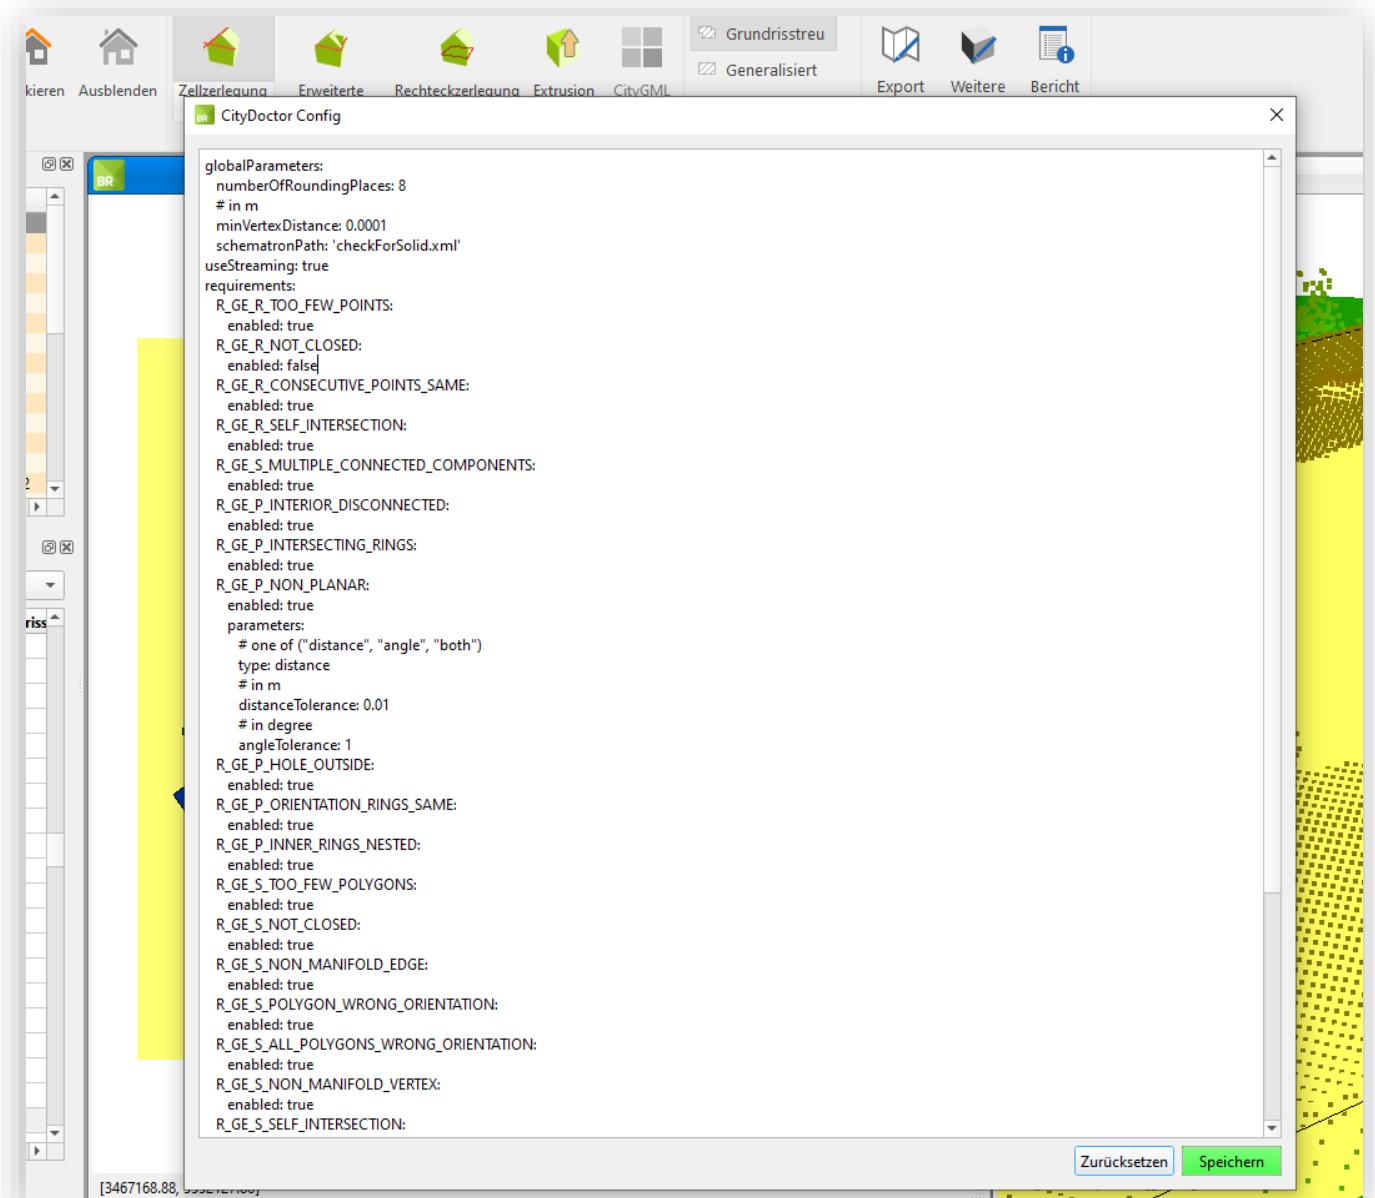 Grundrisstreu
Generalisiert
kieren Ausblenden Zellzerlegung Erweiterte Rechteckzerlegung Extrusion CityGML Export Weitere Bericht
BR CityDoctor Config
BR
globalParameters:
numberOfRoundingPlaces: 8
# in m
minVertexDistance: 0.0001
schematronPath: 'checkForSolid.xml'
useStreaming: true
requirements:
R_GE_R_TOO_FEW_POINTS:
enabled: true
R_GE_R_NOT_CLOSED:
enabled: false
R_GE_R_CONSECUTIVE_POINTS_SAME:
enabled: true
R_GE_R_SELF_INTERSECTION:
enabled: true
R_GE_S_MULTIPLE_CONNECTED_COMPONENTS:
enabled: true
R_GE_P_INTERIOR_DISCONNECTED:
enabled: true
R_GE_P_INTERSECTING_RINGS:
enabled: true
R_GE_P_NON_PLANAR:
enabled: true
parameters:
# one of ("distance", "angle", "both")
type: distance
# in m
distanceTolerance: 0.01
# in degree
angleTolerance: 1
R_GE_P_HOLE_OUTSIDE:
enabled: true
R_GE_P_ORIENTATION_RINGS_SAME:
enabled: true
R_GE_P_INNER_RINGS_NESTED:
enabled: true
R_GE_S_TOO_FEW_POLYGONS:
enabled: true
R_GE_S_NOT_CLOSED:
enabled: true
R_GE_S_NON_MANIFOLD_EDGE:
enabled: true
R_GE_S_POLYGON_WRONG_ORIENTATION:
enabled: true
R_GE_S_ALL_POLYGONS_WRONG_ORIENTATION:
enabled: true
R_GE_S_NON_MANIFOLD_VERTEX:
enabled: true
R_GE_S_SELF_INTERSECTION:
riss
Zurücksetzen Speichern
[3467168.88,